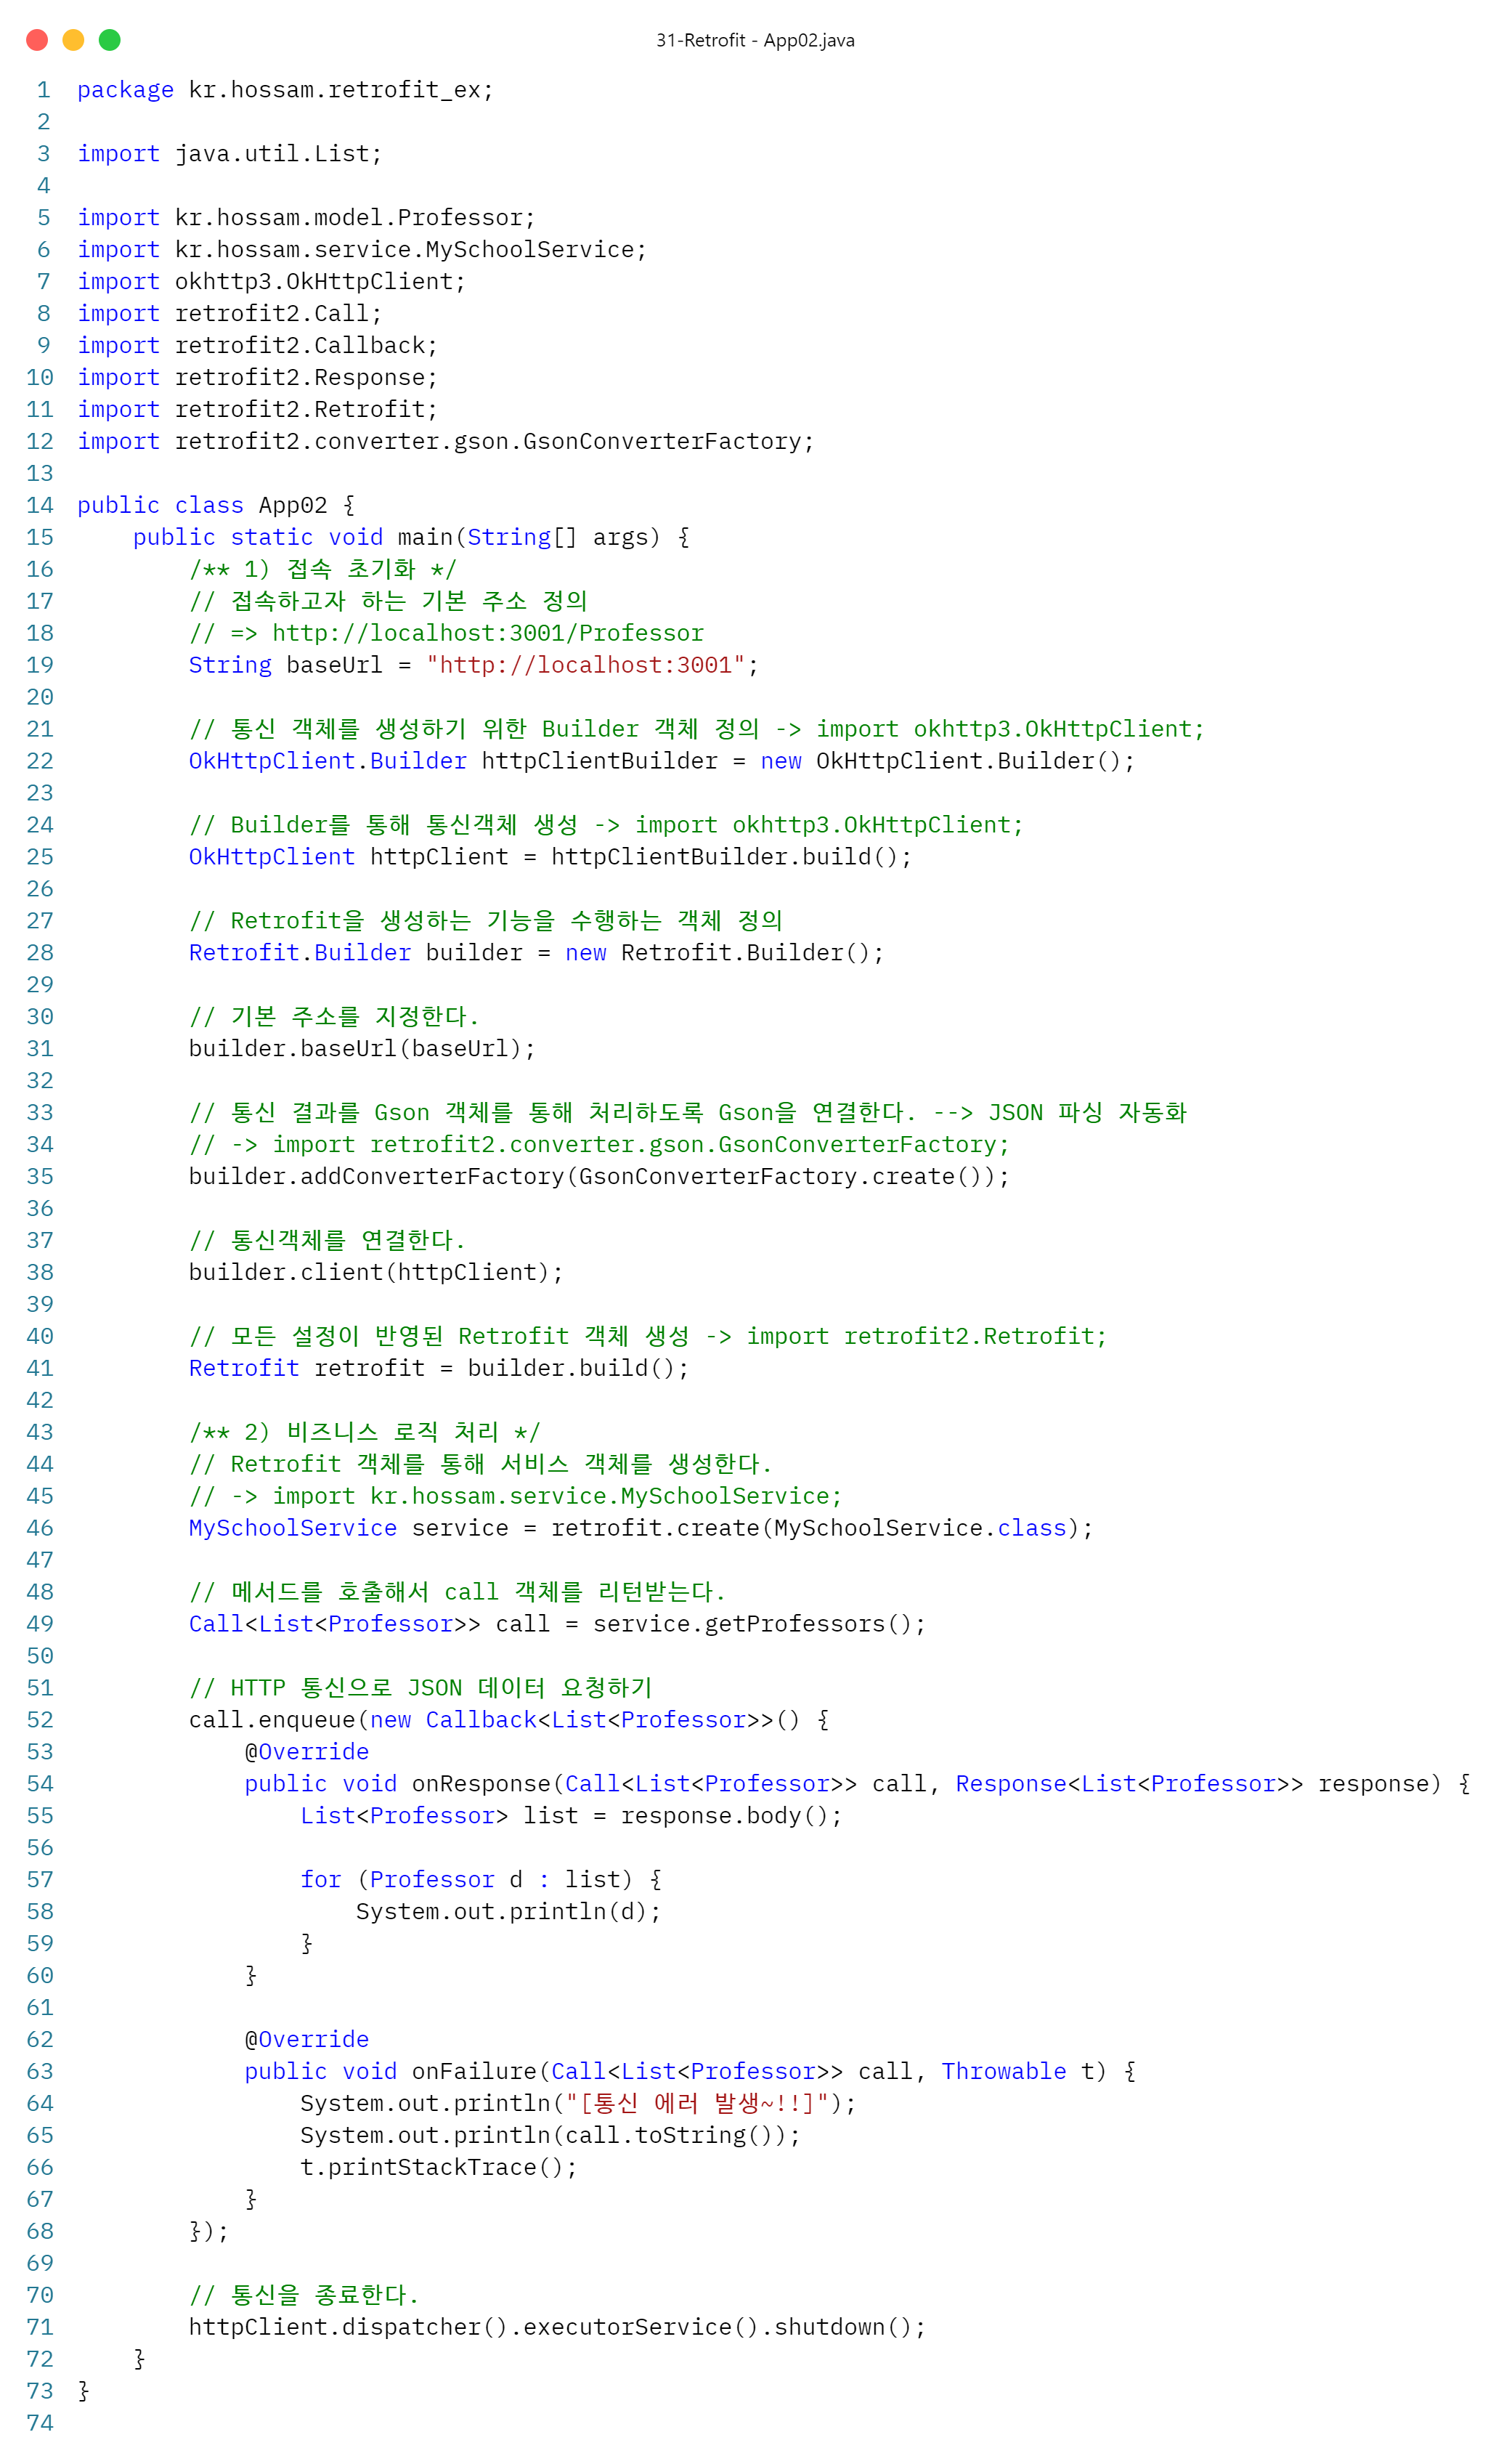 31-Retrofit - App02.java
1 package kr.hossam.retrofit_ex;
2
3 import java.util.List;
4
5 import kr.hossam.model.Professor;
6 import kr.hossam.service.MySchoolService;
7 import okhttp3.OkHttpClient;
8 import retrofit2.Call;
9 import retrofit2.Callback;
10 import retrofit2.Response;
11 import retrofit2.Retrofit;
12 import retrofit2.converter.gson.GsonConverterFactory;
13
14 public class App02 {
15     public static void main(String[] args) {
16         /** 1) 접속 초기화 */
17         // 접속하고자 하는 기본 주소 정의
18         // => http://localhost:3001/Professor
19         String baseUrl = "http://localhost:3001";
20
21         // 통신 객체를 생성하기 위한 Builder 객체 정의 -> import okhttp3.OkHttpClient;
22         OkHttpClient.Builder httpClientBuilder = new OkHttpClient.Builder();
23
24         // Builder를 통해 통신객체 생성 -> import okhttp3.OkHttpClient;
25         OkHttpClient httpClient = httpClientBuilder.build();
26
27         // Retrofit을 생성하는 기능을 수행하는 객체 정의
28         Retrofit.Builder builder = new Retrofit.Builder();
29
30         // 기본 주소를 지정한다.
31         builder.baseUrl(baseUrl);
32
33         // 통신 결과를 Gson 객체를 통해 처리하도록 Gson을 연결한다. --> JSON 파싱 자동화
34         // -> import retrofit2.converter.gson.GsonConverterFactory;
35         builder.addConverterFactory(GsonConverterFactory.create());
36
37         // 통신객체를 연결한다.
38         builder.client(httpClient);
39
40         // 모든 설정이 반영된 Retrofit 객체 생성 -> import retrofit2.Retrofit;
41         Retrofit retrofit = builder.build();
42
43         /** 2) 비즈니스 로직 처리 */
44         // Retrofit 객체를 통해 서비스 객체를 생성한다.
45         // -> import kr.hossam.service.MySchoolService;
46         MySchoolService service = retrofit.create(MySchoolService.class);
47
48         // 메서드를 호출해서 call 객체를 리턴받는다.
49         Call<List<Professor>> call = service.getProfessors();
50
51         // HTTP 통신으로 JSON 데이터 요청하기
52         call.enqueue(new Callback<List<Professor>>() {
53             @Override
54             public void onResponse(Call<List<Professor>> call, Response<List<Professor>> response) {
55                 List<Professor> list = response.body();
56
57                 for (Professor d : list) {
58                     System.out.println(d);
59                 }
60             }
61
62             @Override
63             public void onFailure(Call<List<Professor>> call, Throwable t) {
64                 System.out.println("[통신 에러 발생~!!]");
65                 System.out.println(call.toString());
66                 t.printStackTrace();
67             }
68         });
69
70         // 통신을 종료한다.
71         httpClient.dispatcher().executorService().shutdown();
72     }
73 }
74